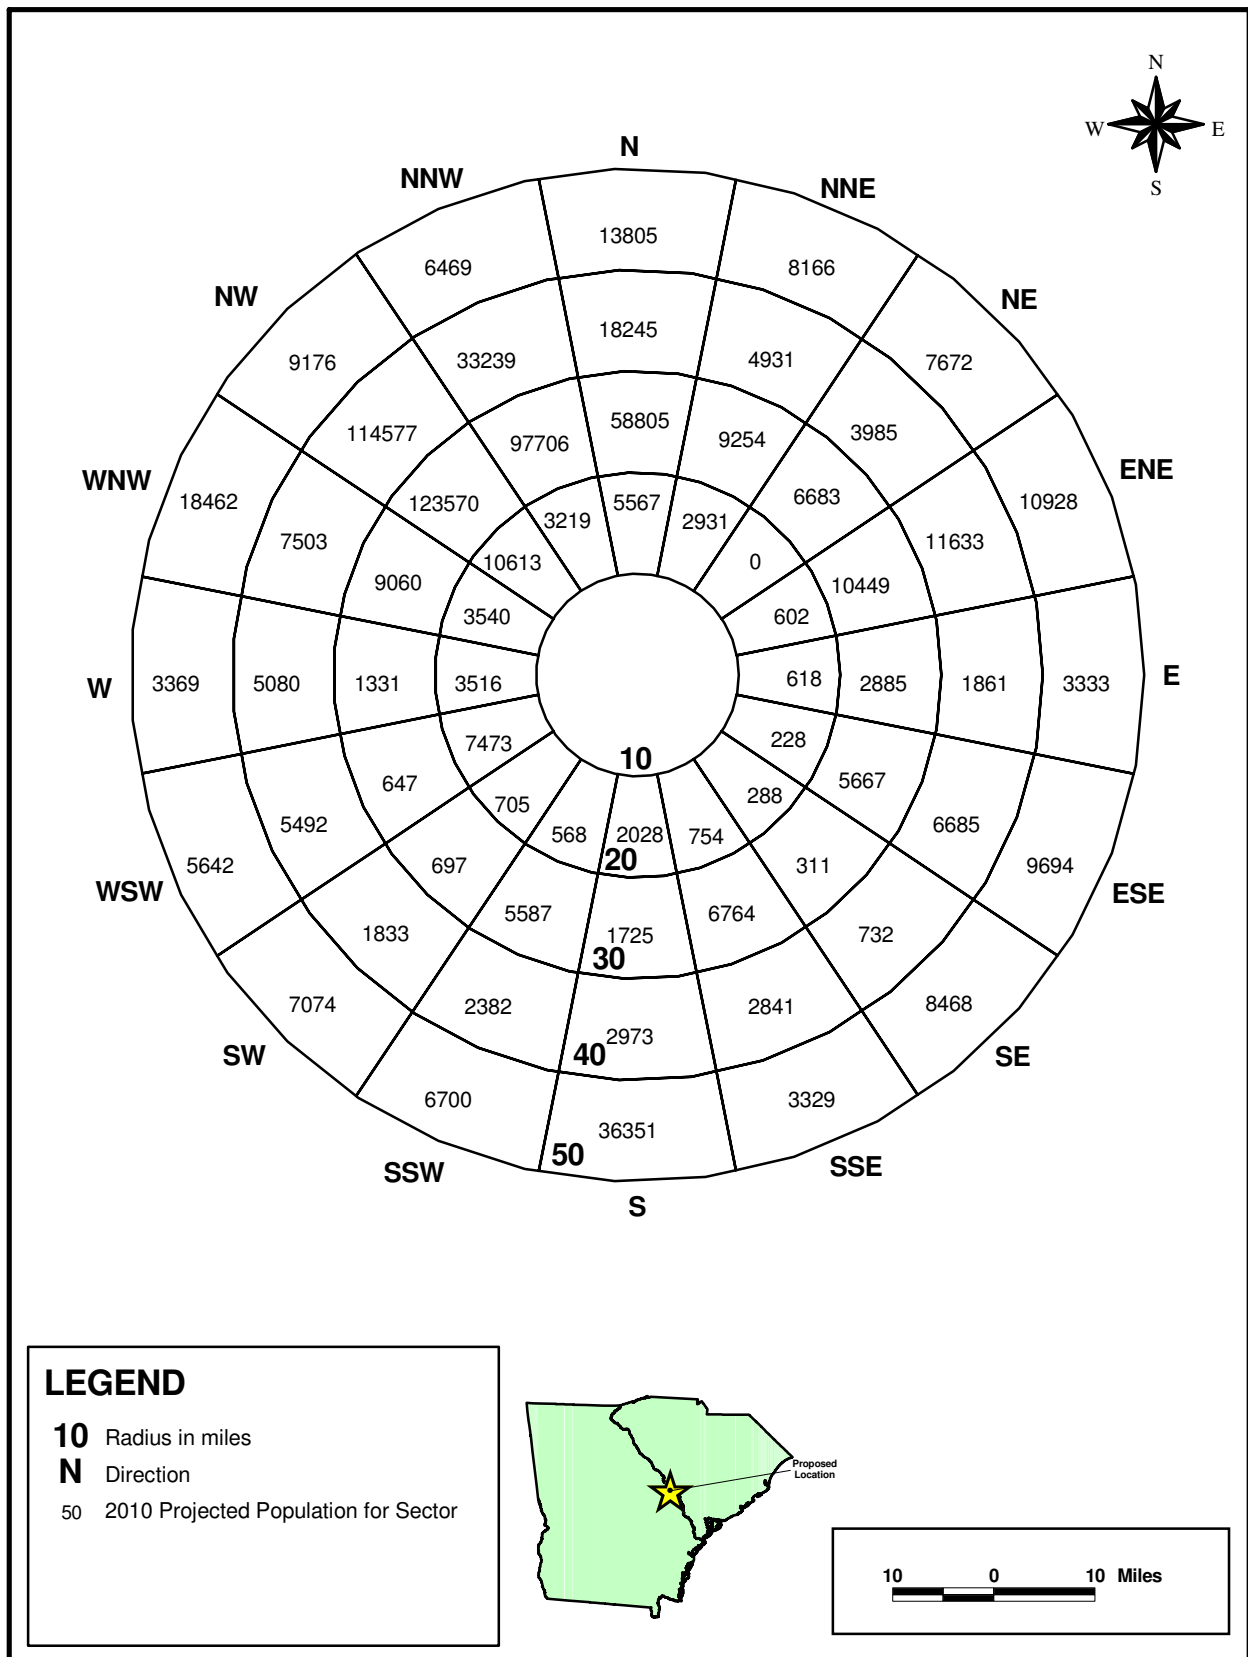 N
W E
S
N
NNW NNE
13805
6469 8166
NW NE
18245
9176 33239 4931 7672
58805
114577 97706 9254 3985
WNW ENE
18462 123570 3219 5567 2931 6683 10928
7503 10613 0 11633
9060 3540 602 10449
W 3369 5080 1331 3516 618 2885 1861 3333 E
7473 228
10
647 705 288 5667
5492 568 2028 754 6685
20
5642 697 311 9694
WSW ESE
5587 1725 6764
1833 30 732
7074 2382 2841 8468
2973
SW 40 SE
6700 3329
36351
50
SSW SSE
S
LEGEND
10 Radius in miles
N Direction
50 2010 Projected Population for Sector
Proposed
Location
10 0 10 Miles